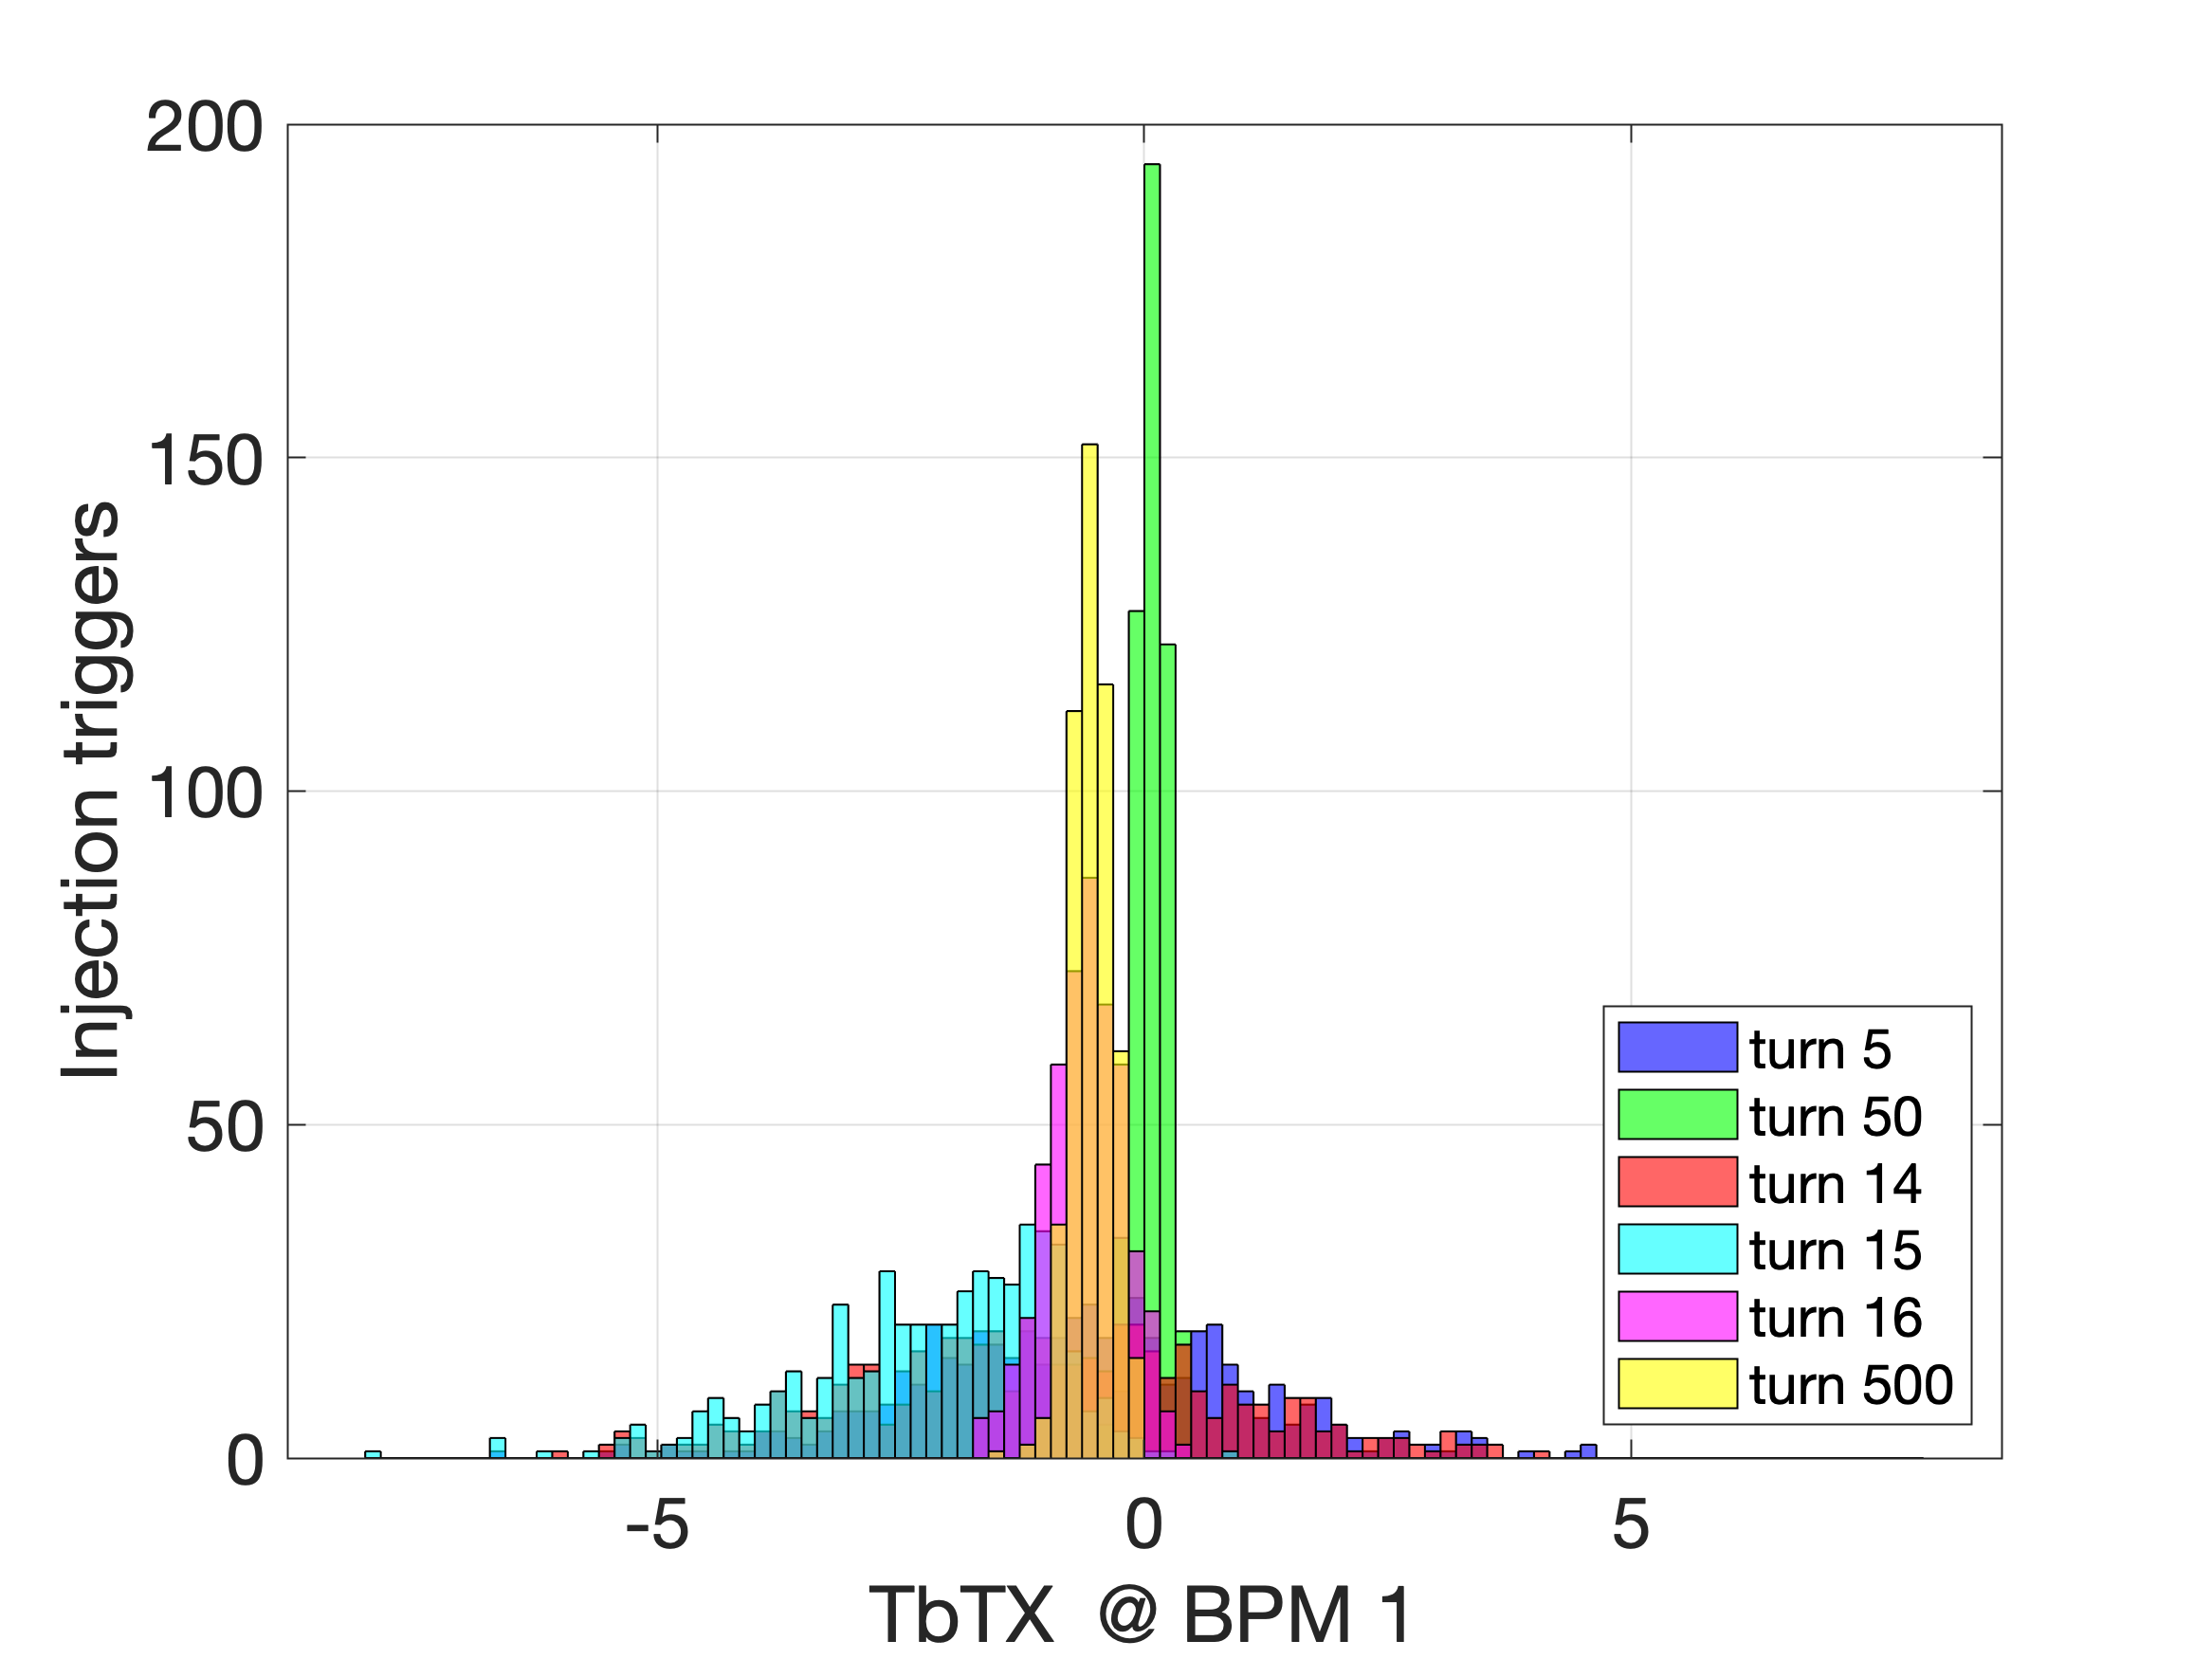 200
150
100
50
0
Injection triggers
-5
0
5
TbTX @ BPM 1
turn 5
turn 50
turn 14
turn 15
turn 16
turn 500